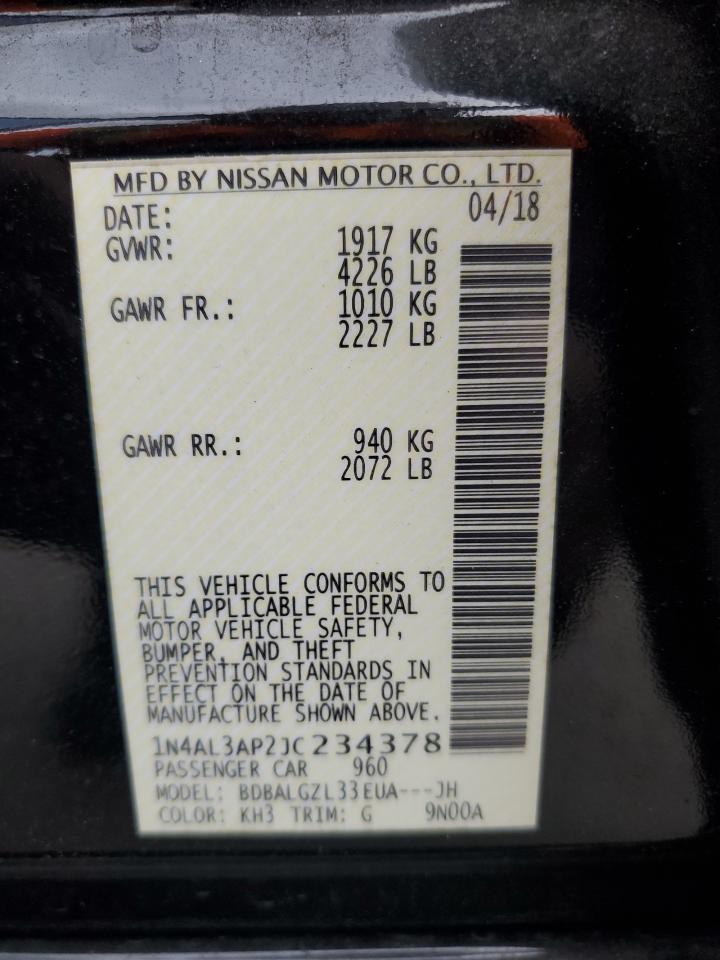 MFD BY NISSAN MOTOR CO., LTD.
DATE: 04/18
GVWR: 1917 KG
4226 LB
GAWR FR.: 1010 KG
2227 LB
GAWR RR.: 940 KG
2072 LB
THIS VEHICLE CONFORMS TO
ALL APPLICABLE FEDERAL
MOTOR VEHICLE SAFETY,
BUMPER, AND THEFT
PREVENTION STANDARDS IN
EFFECT ON THE DATE OF
MANUFACTURE SHOWN ABOVE.
1N4AL3AP2JC234378
PASSENGER CAR 960
MODEL: BDBALGZL33EUA---JH
COLOR: KH3 TRIM: G 9N00A